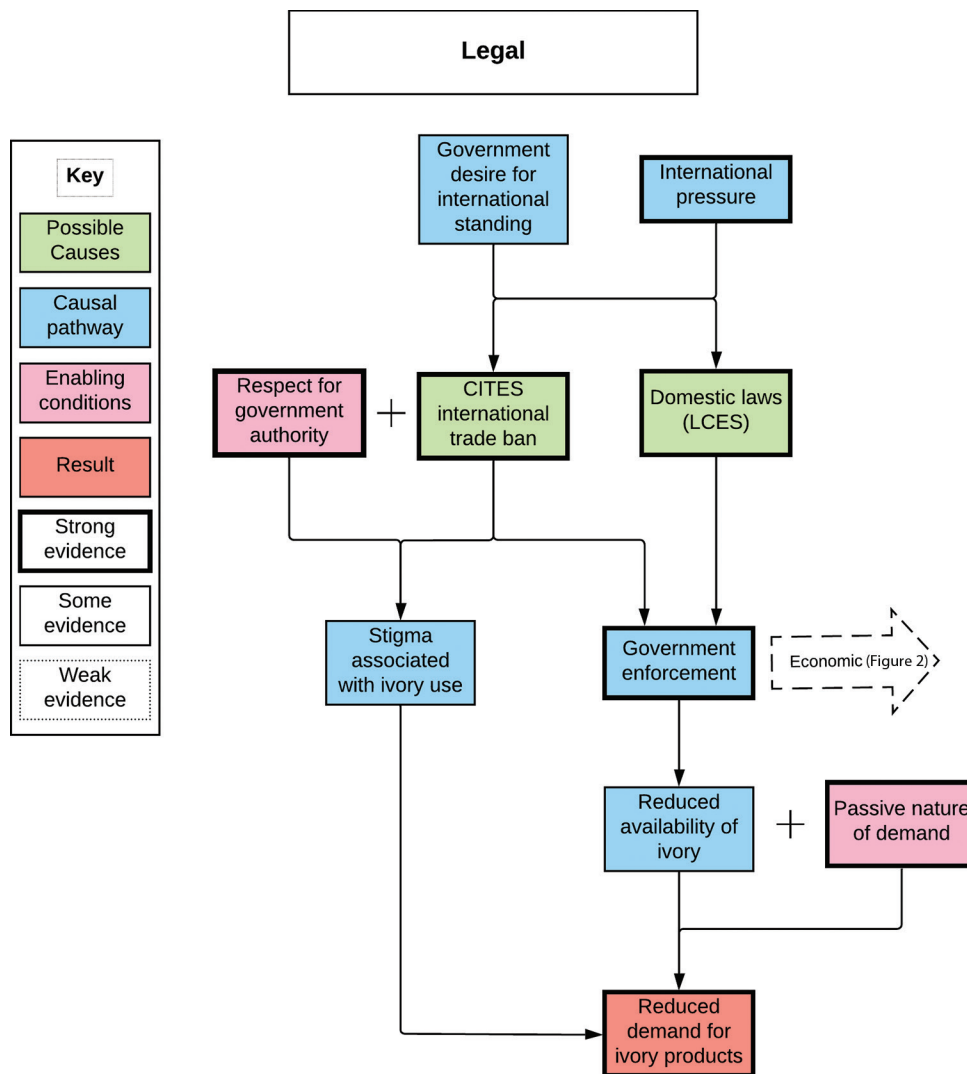 Legal
Key
Possible
Causes
Causal
pathway
Enabling
conditions
Result
Strong
evidence
Some
evidence
Weak
evidence
Government
desire for
international
standing
International
pressure
Respect for
government
authority
+
CITES
international
trade ban
Domestic laws
(LCES)
Stigma
associated
with ivory use
Government
enforcement
Economic (Figure 2)
Reduced
availability of
ivory
+
Passive nature
of demand
Reduced
demand for
ivory products